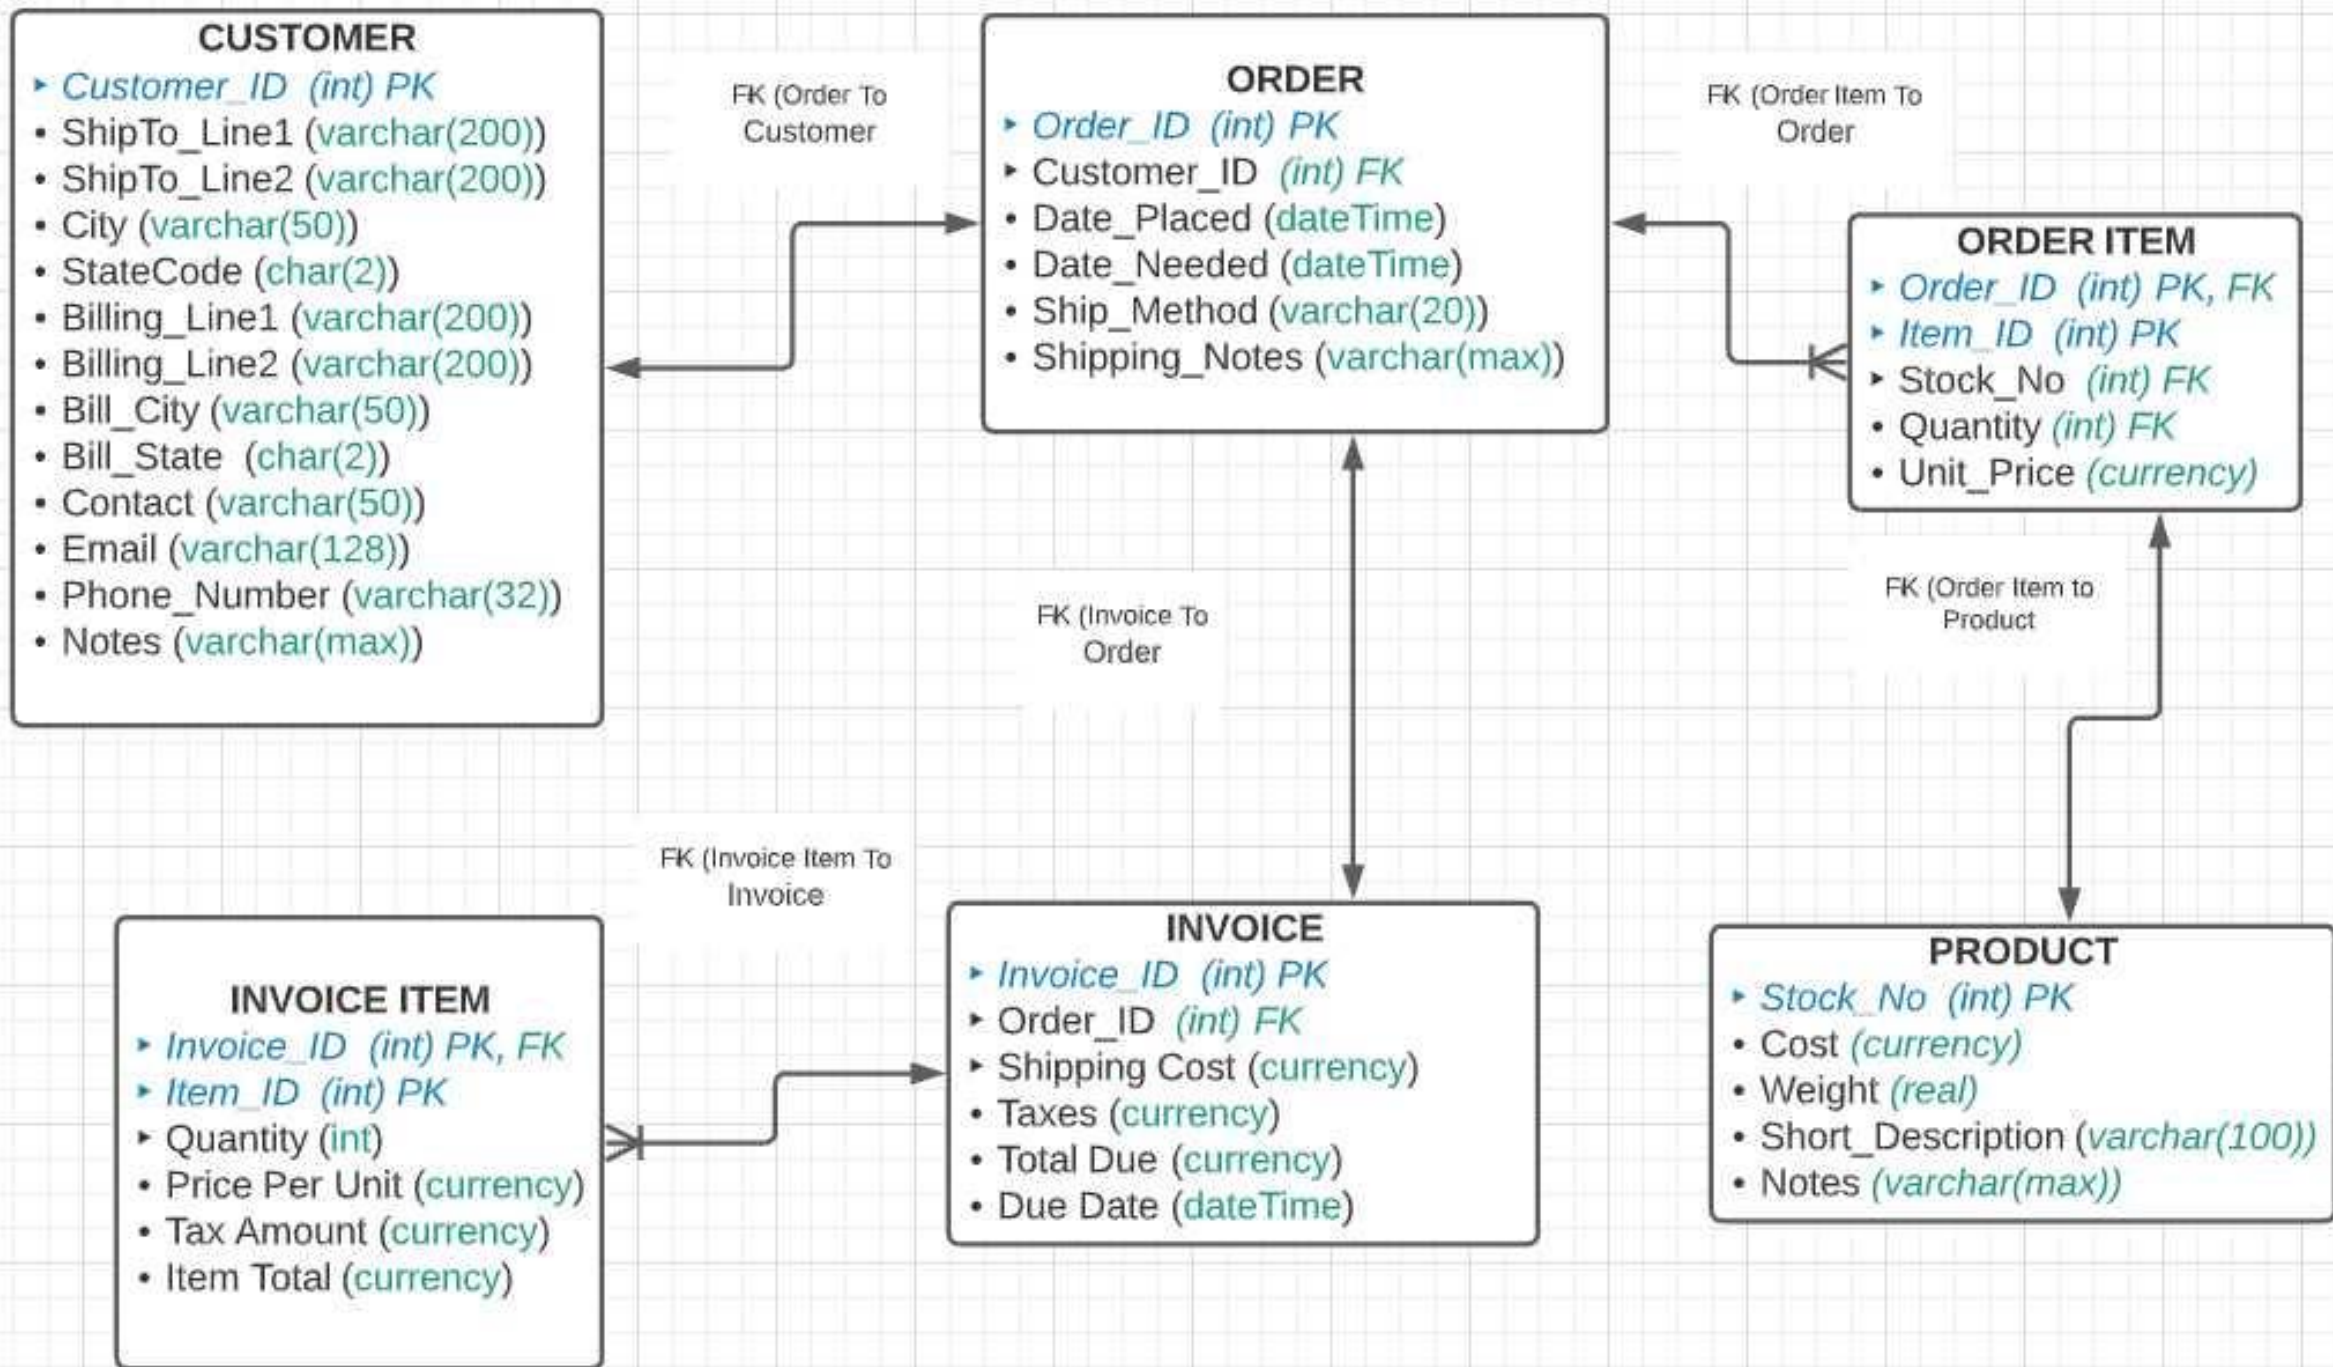 CUSTOMER
Customer_ID (int) PK
ShipTo_Line1 (varchar(200))
ShipTo_Line2 (varchar(200))
City (varchar(50))
StateCode (char(2))
Billing_Line1 (varchar(200))
Billing_Line2 (varchar(200))
Bill_City (varchar(50))
Bill_State (char(2))
Contact (varchar(50))
Email (varchar(128))
Phone_Number (varchar(32))
Notes (varchar(max))
FK (Order To
Customer
ORDER
Order_ID (int) PK
Customer_ID (int) FK
Date_Placed (dateTime)
Date_Needed (dateTime)
Ship_Method (varchar(20))
Shipping_Notes (varchar(max))
FK (Order Item To
Order
ORDER ITEM
Order_ID (int) PK, FK
Item_ID (int) PK
Stock_No (int) FK
Quantity (int) FK
Unit_Price (currency)
FK (Invoice To
Order
FK (Order Item to
Product
FK (Invoice Item To
Invoice
INVOICE ITEM
Invoice_ID (int) PK, FK
Item_ID (int) PK
Quantity (int)
Price Per Unit (currency)
Tax Amount (currency)
Item Total (currency)
INVOICE
Invoice_ID (int) PK
Order_ID (int) FK
Shipping Cost (currency)
Taxes (currency)
Total Due (currency)
Due Date (dateTime)
PRODUCT
Stock_No (int) PK
Cost (currency)
Weight (real)
Short_Description (varchar(100))
Notes (varchar(max))